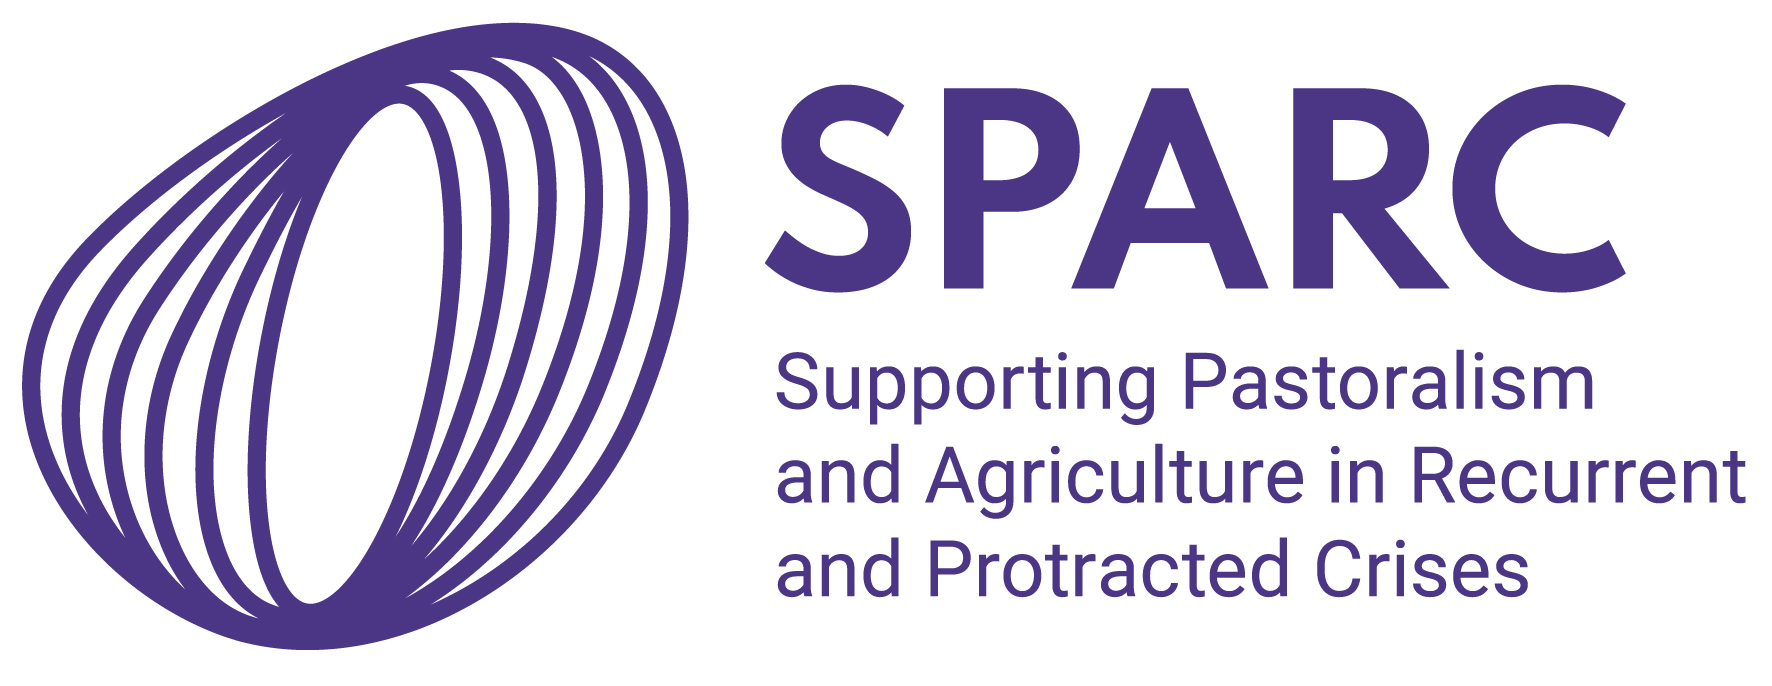 SPARC
Supporting Pastoralism
and Agriculture in Recurrent
and Protracted Crises